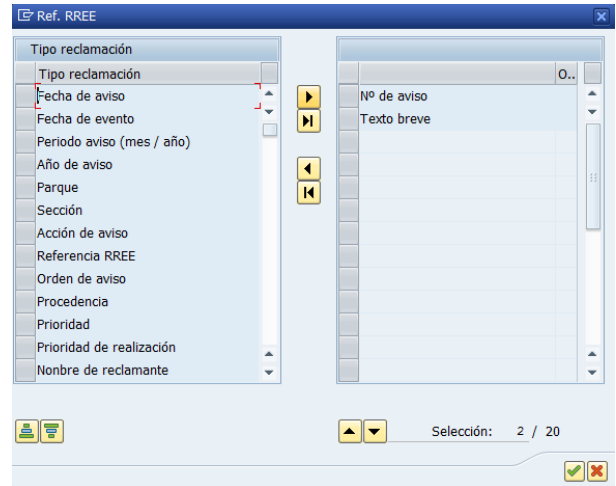 Ref. RREE
Tipo reclamación
Tipo reclamación
Fecha de aviso
Fecha de evento
Periodo aviso (mes / año)
Año de aviso
Parque
Sección
Acción de aviso
Referencia RREE
Orden de aviso
Procedencia
Prioridad
Prioridad de realización
Nonbre de reclamante
O..
Nº de aviso
Texto breve
Selección: 2 / 20